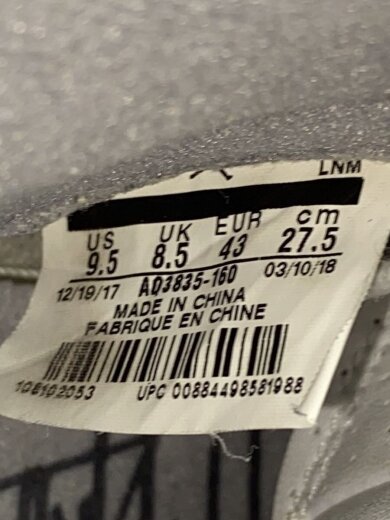 LNM
US UK EUR cm
9.5 8.5 43 27.5
12/19/17 AQ3835-160 03/10/18
MADE IN CHINA
FABRIQUE EN CHINE
UPC 00884498581988